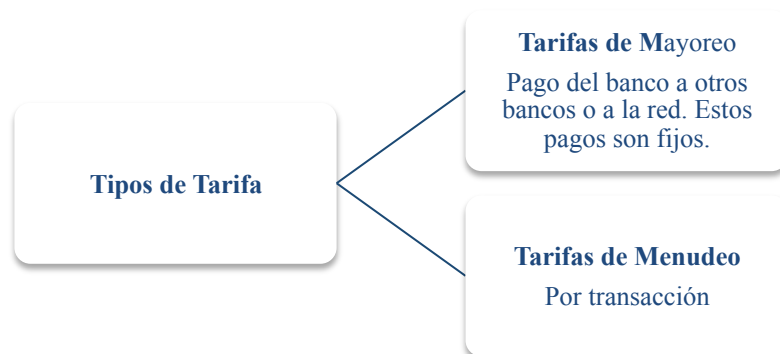 Tipos de Tarifa
Tarifas de Mayoreo
Pago del banco a otros
bancos o a la red. Estos
pagos son fijos.
Tarifas de Menudeo
Por transacción